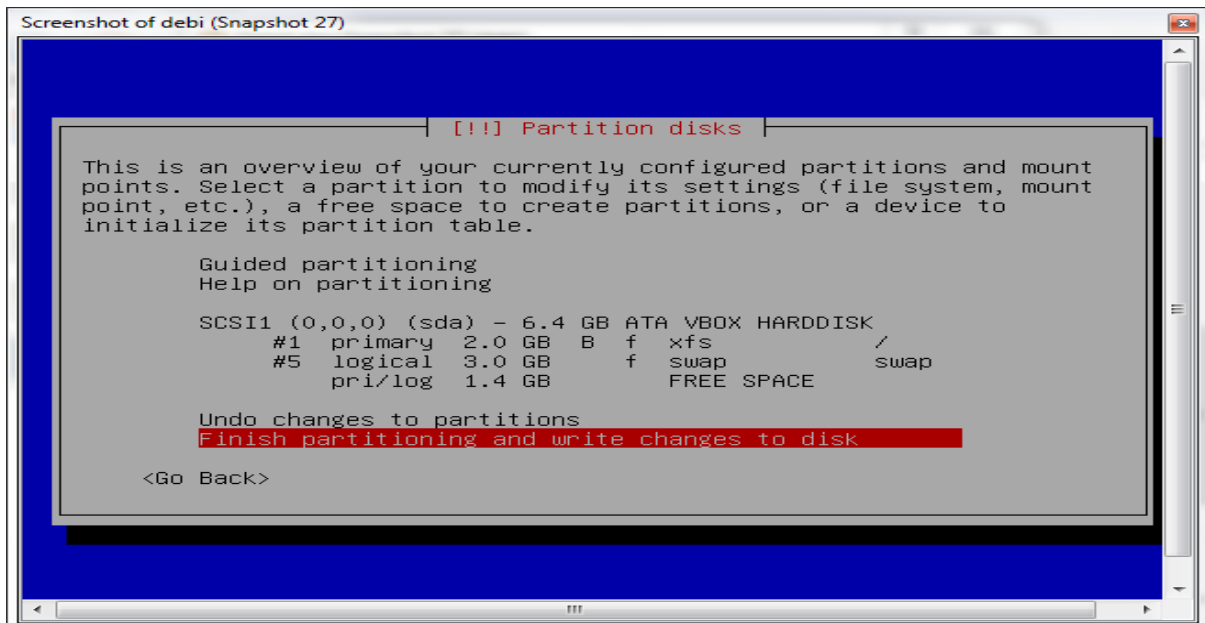 Screenshot of debi (Snapshot 27)
[!!] Partition disks
This is an overview of your currently configured partitions and mount
points. Select a partition to modify its settings (file system, mount
point, etc.), a free space to create partitions, or a device to
initialize its partition table.
Guided partitioning
Help on partitioning
SCSI1 (0,0,0) (sda) - 6.4 GB ATA VBOX HARDDISK
#1 primary 2.0 GB B f xfs /
#5 logical 3.0 GB f swap swap
pri/log 1.4 GB FREE SPACE
Undo changes to partitions
Finish partitioning and write changes to disk
<Go Back>